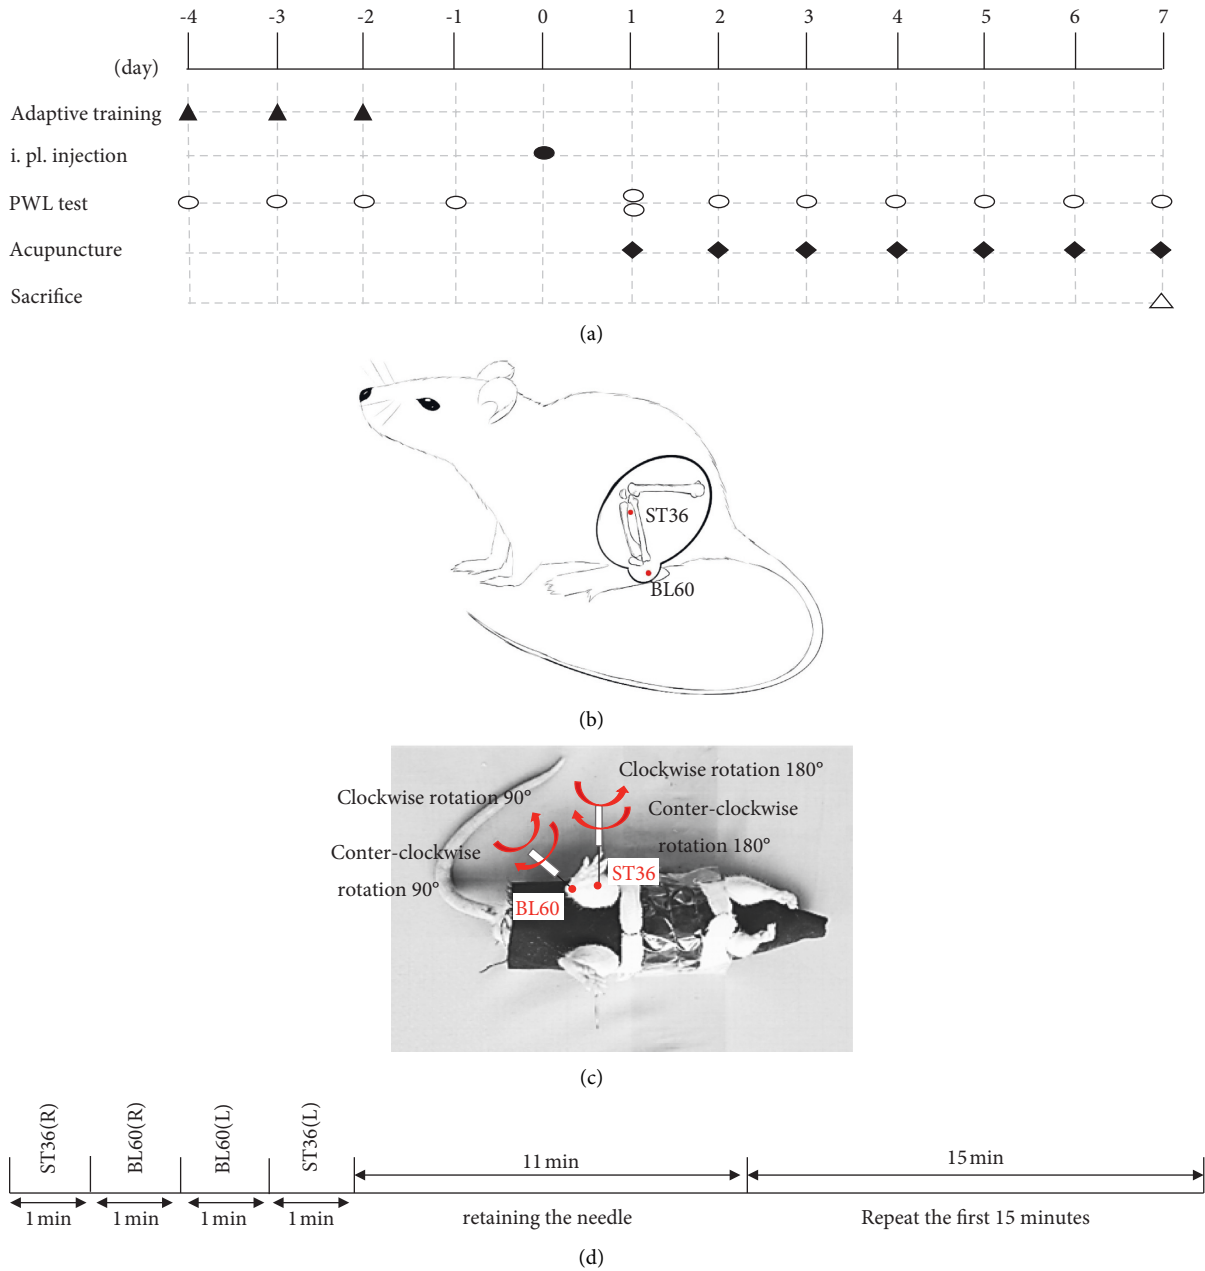 -4 -3 -2 -1 0 1 2 3 4 5 6 7
(day)
Adaptive training
i. pl. injection
PWL test
Acupuncture
Sacrifice
(a)
ST36
BL60
(b)
Clockwise rotation 180°
Clockwise rotation 90°
Conter-clockwise
rotation 180°
Conter-clockwise
rotation 90°
ST36
BL60
(c)
ST36(R)
BL60(R)
BL60(L)
ST36(L)
11 min
15 min
1 min
1 min
1 min
1 min
retaining the needle
Repeat the first 15 minutes
(d)